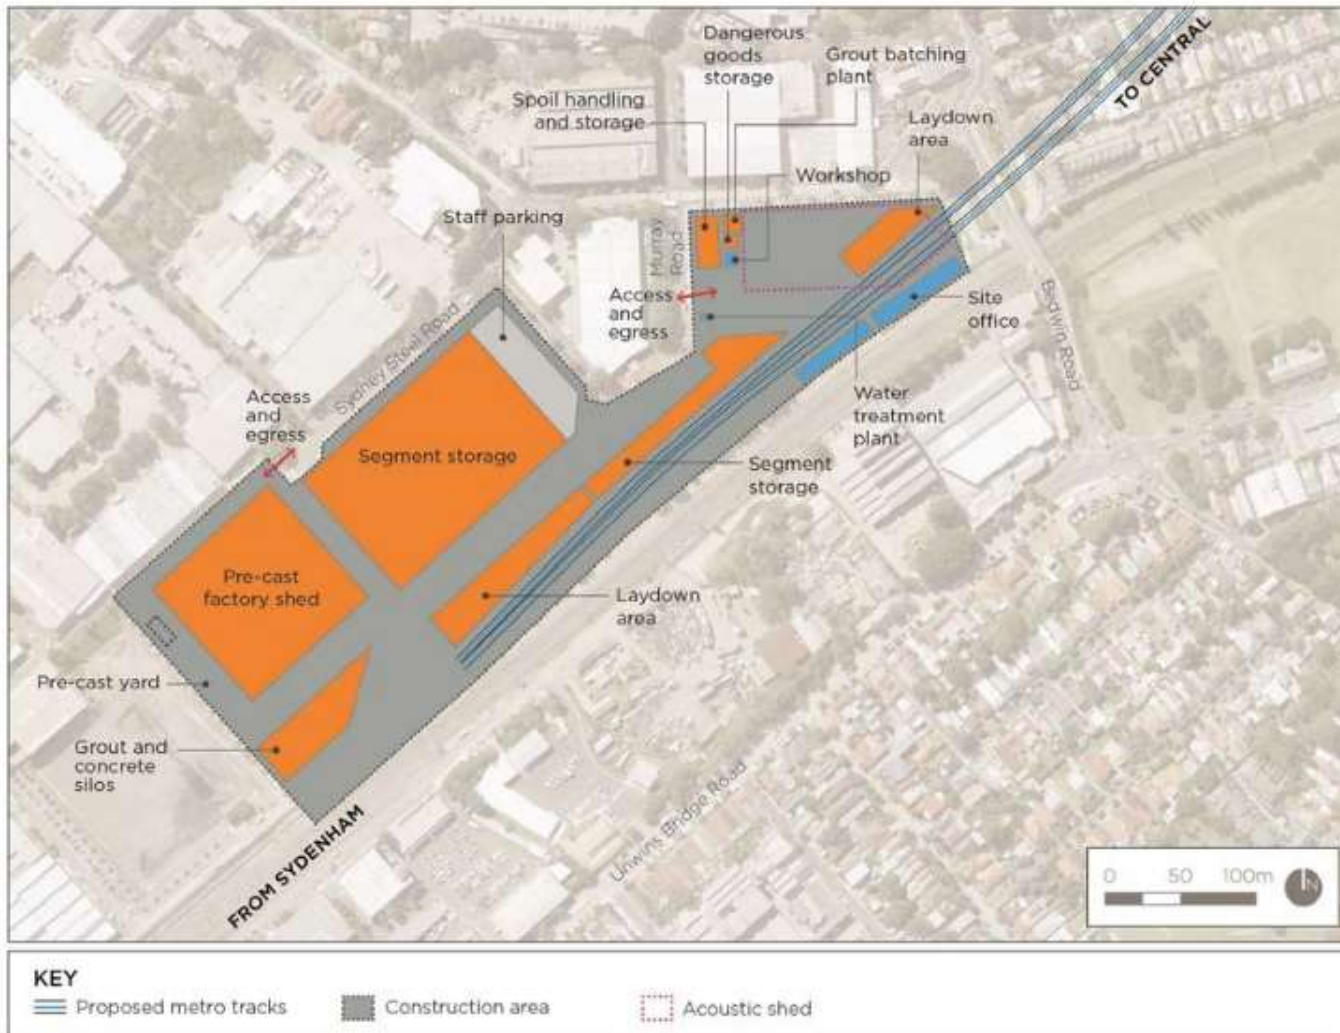 Dangerous
goods
storage
Grout batching
plant
TO CENTRAL
Spoil handling
and storage
Laydown
area
Workshop
Staff parking
Murray
Road
Access
and
egress
Site
office
Bedwin Road
Sydney Steel Road
Access
and
egress
Water
treatment
plant
Segment storage
Segment
storage
Pre-cast
factory shed
Laydown
area
Pre-cast yard
Grout and
concrete
silos
Unwins Bridge Road
FROM SYDENHAM
0 50 100m
N
KEY
Proposed metro tracks
Construction area
Acoustic shed